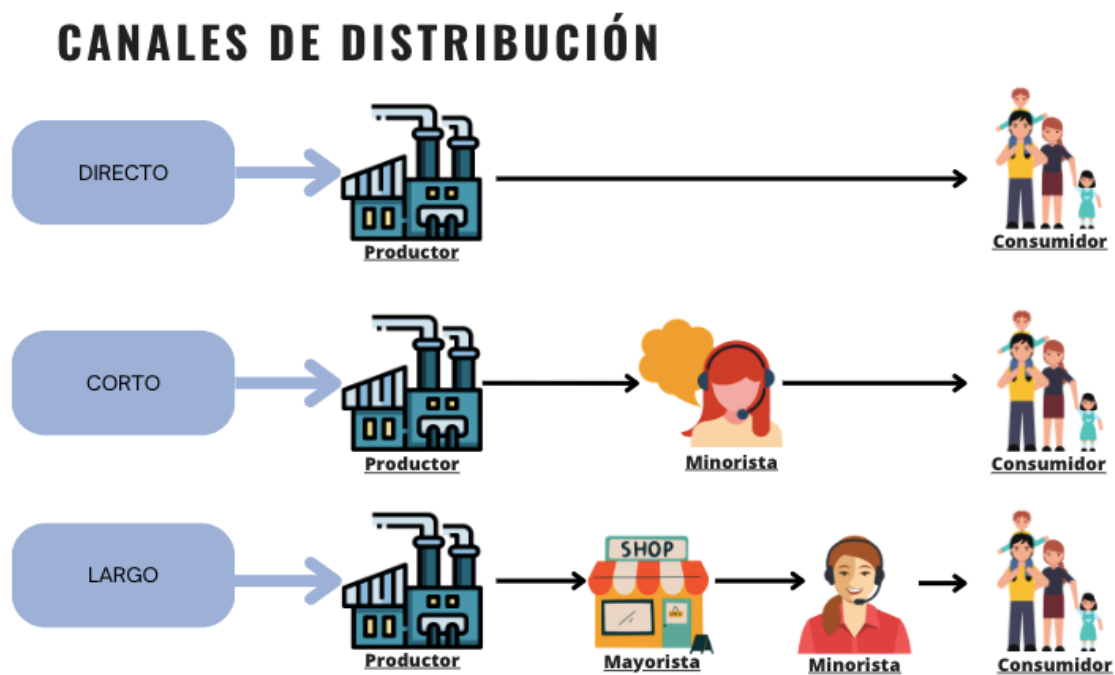 CANALES DE DISTRIBUCIÓN
DIRECTO
Productor
Consumidor
CORTO
Productor
Minorista
Consumidor
LARGO
SHOP
Productor
Mayorista
Minorista
Consumidor